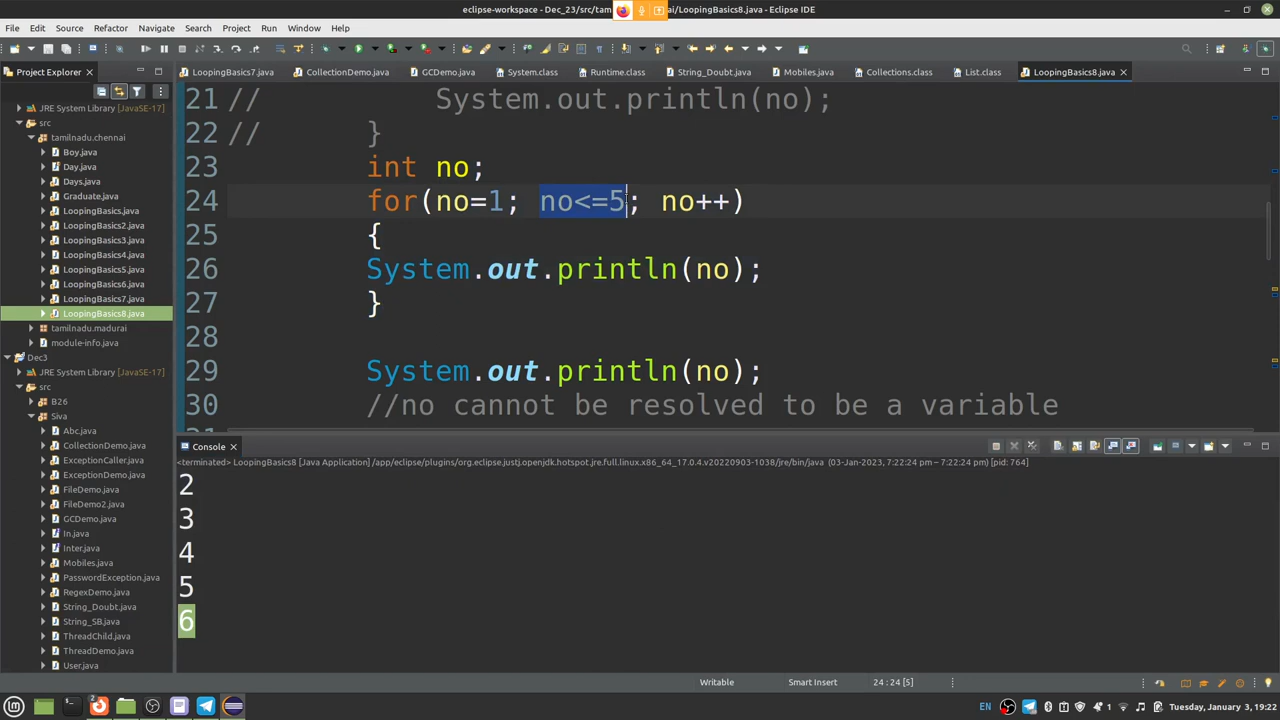 eclipse-workspace - Dec_23/src/tam ai/LoopingBasics8.java - Eclipse IDE
File Edit Source Refactor Navigate Search Project Run Window Help
Project Explorer
LoopingBasics7.java CollectionDemo.java GCDemo.java System.class Runtime.class String_Doubt.java Mobiles.java Collections.class List.class LoopingBasics8.java
JRE System Library [JavaSE-17]
src
tamilnadu.chennai
Boy.java
Day.java
Days.java
Graduate.java
LoopingBasics.java
LoopingBasics2.java
LoopingBasics3.java
LoopingBasics4.java
LoopingBasics5.java
LoopingBasics6.java
LoopingBasics7.java
LoopingBasics8.java
tamilnadu.madurai
module-info.java
Dec3
JRE System Library [JavaSE-17]
src
B26
Siva
Abc.java
CollectionDemo.java
ExceptionCaller.java
ExceptionDemo.java
FileDemo.java
FileDemo2.java
GCDemo.java
In.java
Inter.java
Mobiles.java
PasswordException.java
RegexDemo.java
String_Doubt.java
String_SB.java
ThreadChild.java
ThreadDemo.java
User.java
21 // System.out.println(no);
22 // }
23 int no;
24 for(no=1; no<=5; no++)
25 {
26 System.out.println(no);
27 }
28
29 System.out.println(no);
30 //no cannot be resolved to be a variable
Console
<terminated> LoopingBasics8 [Java Application] /app/eclipse/plugins/org.eclipse.justj.openjdk.hotspot.jre.full.linux.x86_64_17.0.4.v20220903-1038/jre/bin/java (03-Jan-2023, 7:22:24 pm – 7:22:24 pm) [pid: 764]
2
3
4
5
6
Writable Smart Insert 24 : 24 [5]
2 EN 1 Tuesday, January 3, 19:22